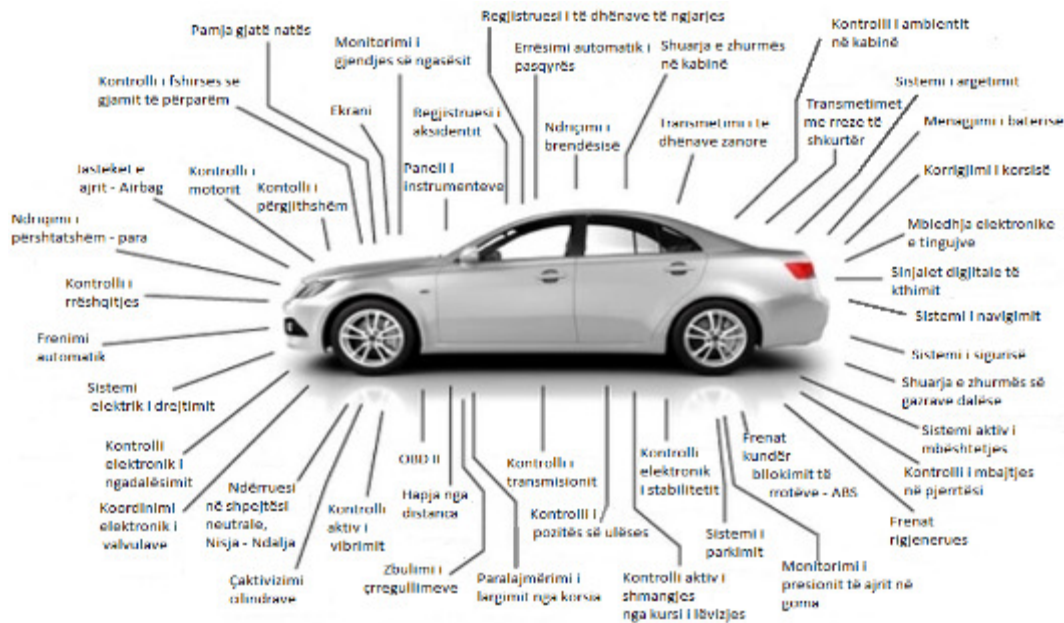 Regjistruesi i të dhënave të ngjarjes
Pamja gjatë natës
Monitorimi i
gjendjes së ngasësit
Errësimi automatik i
pasqyrës
Shuarja e zhurmës
në kabinë
Kontrolli i ambientit
në kabinë
Kontrolli i fshirses së
gjamit të përparëm
Ekrani
Regjistruesi i
aksidentit
Ndriçimi i
brendësisë
Transmetimi i të
dhënave zanore
Transmetimet
me rreze të
shkurtër
Sistemi i argëtimit
Menagjimi i baterisë
Jastekët e
ajrit - Airbag
Kontrolli i
motorit
Kontolli i
përgjithshëm
Paneli i
instrumenteve
Korrigjimi i korsisë
Ndriçimi i
përshtatshëm - para
Mbledhja elektronike
e tingujve
Kontrolli i
rrëshqitjes
Sinjalet digjitale të
kthimit
Frenimi
automatik
Sistemi i navigimit
Sistemi
elektrik i drejtimit
Sistemi i sigurisë
Shuarja e zhurmës së
gazrave dalëse
Kontrolli
elektronik i
ngadalësimit
Sistemi aktiv i
mbështetjes
Koordinimi
elektronik i
valvulave
Ndërruesi
në shpejtësi
neutrale,
Nisja - Ndalja
Kontrolli
aktiv i
vibrimit
OBD II
Hapja nga
distanca
Kontrolli i
transmisionit
Kontrolli i
pozitës së ulëses
Kontrolli
elektronik
i stabilitetit
Frenat
kundër
bllokimit të
rrotëve - ABS
Kontrolli i mbajtjes
në pjerrtësi
Frenat
rigjenerues
Çaktivizimi i
cilindrave
Zbulimi i
çrregullimeve
Paralajmërimi i
largimit nga korsia
Kontrolli aktiv i
shmangjes
nga kursi i lëvizjes
Sistemi i
parkimit
Monitorimi i
presionit të ajrit në
goma